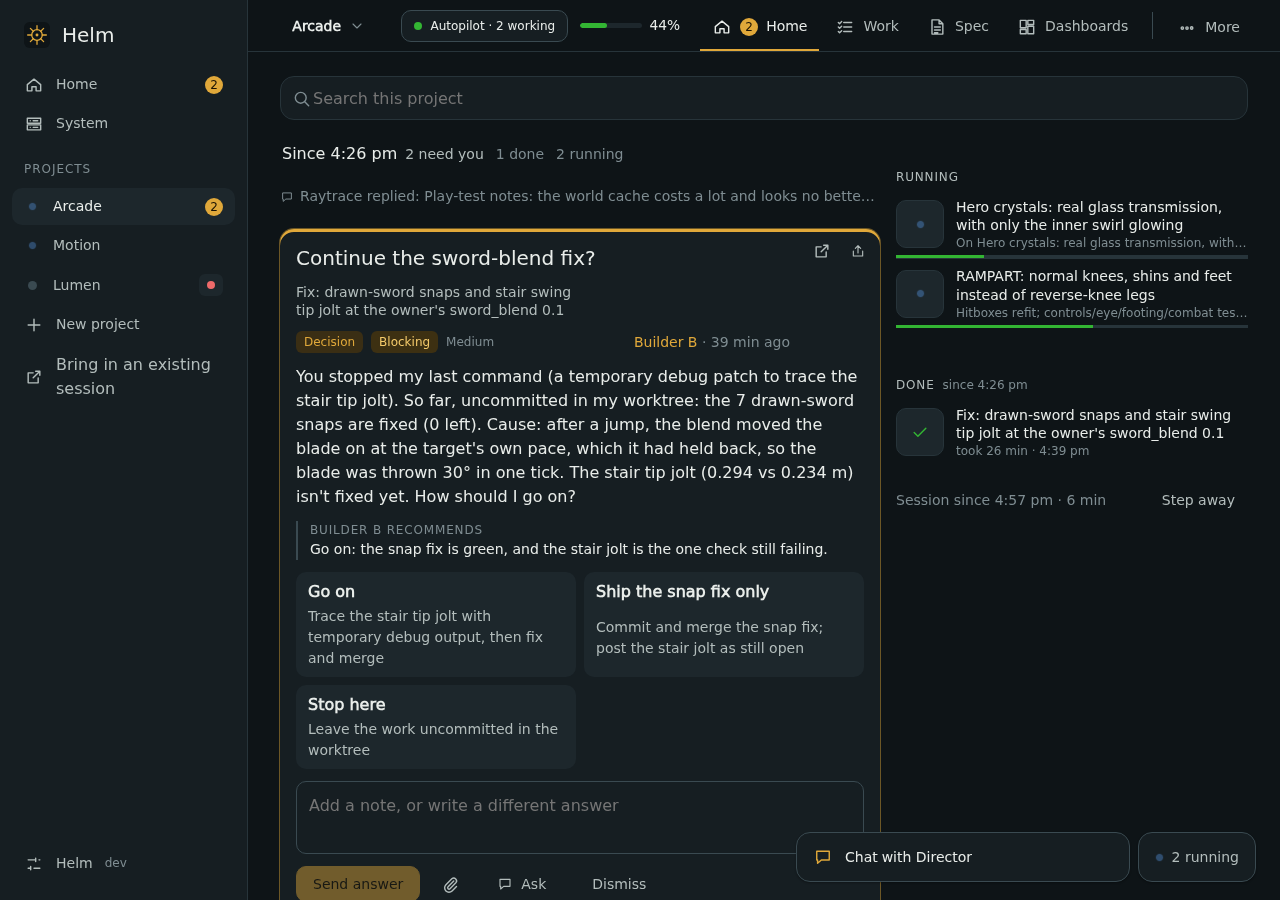 Helm
Home 2
System
PROJECTS
Arcade 2
Motion
Lumen
New project
Bring in an existing
session
Helm dev
Arcade
Autopilot · 2 working
44%
2 Home
Work
Spec
Dashboards
More
Search this project
Since 4:26 pm 2 need you 1 done 2 running
Raytrace replied: Play-test notes: the world cache costs a lot and looks no bette…
Continue the sword-blend fix?
Fix: drawn-sword snaps and stair swing
tip jolt at the owner's sword_blend 0.1
Decision Blocking Medium Builder B · 39 min ago
You stopped my last command (a temporary debug patch to trace the
stair tip jolt). So far, uncommitted in my worktree: the 7 drawn-sword
snaps are fixed (0 left). Cause: after a jump, the blend moved the
blade on at the target's own pace, which it had held back, so the
blade was thrown 30° in one tick. The stair tip jolt (0.294 vs 0.234 m)
isn't fixed yet. How should I go on?
BUILDER B RECOMMENDS
Go on: the snap fix is green, and the stair jolt is the one check still failing.
Go on
Trace the stair tip jolt with
temporary debug output, then fix
and merge
Ship the snap fix only
Commit and merge the snap fix;
post the stair jolt as still open
Stop here
Leave the work uncommitted in the
worktree
Add a note, or write a different answer
Send answer
Ask
Dismiss
RUNNING
Hero crystals: real glass transmission,
with only the inner swirl glowing
On Hero crystals: real glass transmission, with…
RAMPART: normal knees, shins and feet
instead of reverse-knee legs
Hitboxes refit; controls/eye/footing/combat tes…
DONE since 4:26 pm
Fix: drawn-sword snaps and stair swing
tip jolt at the owner's sword_blend 0.1
took 26 min · 4:39 pm
Session since 4:57 pm · 6 min
Step away
Chat with Director
2 running